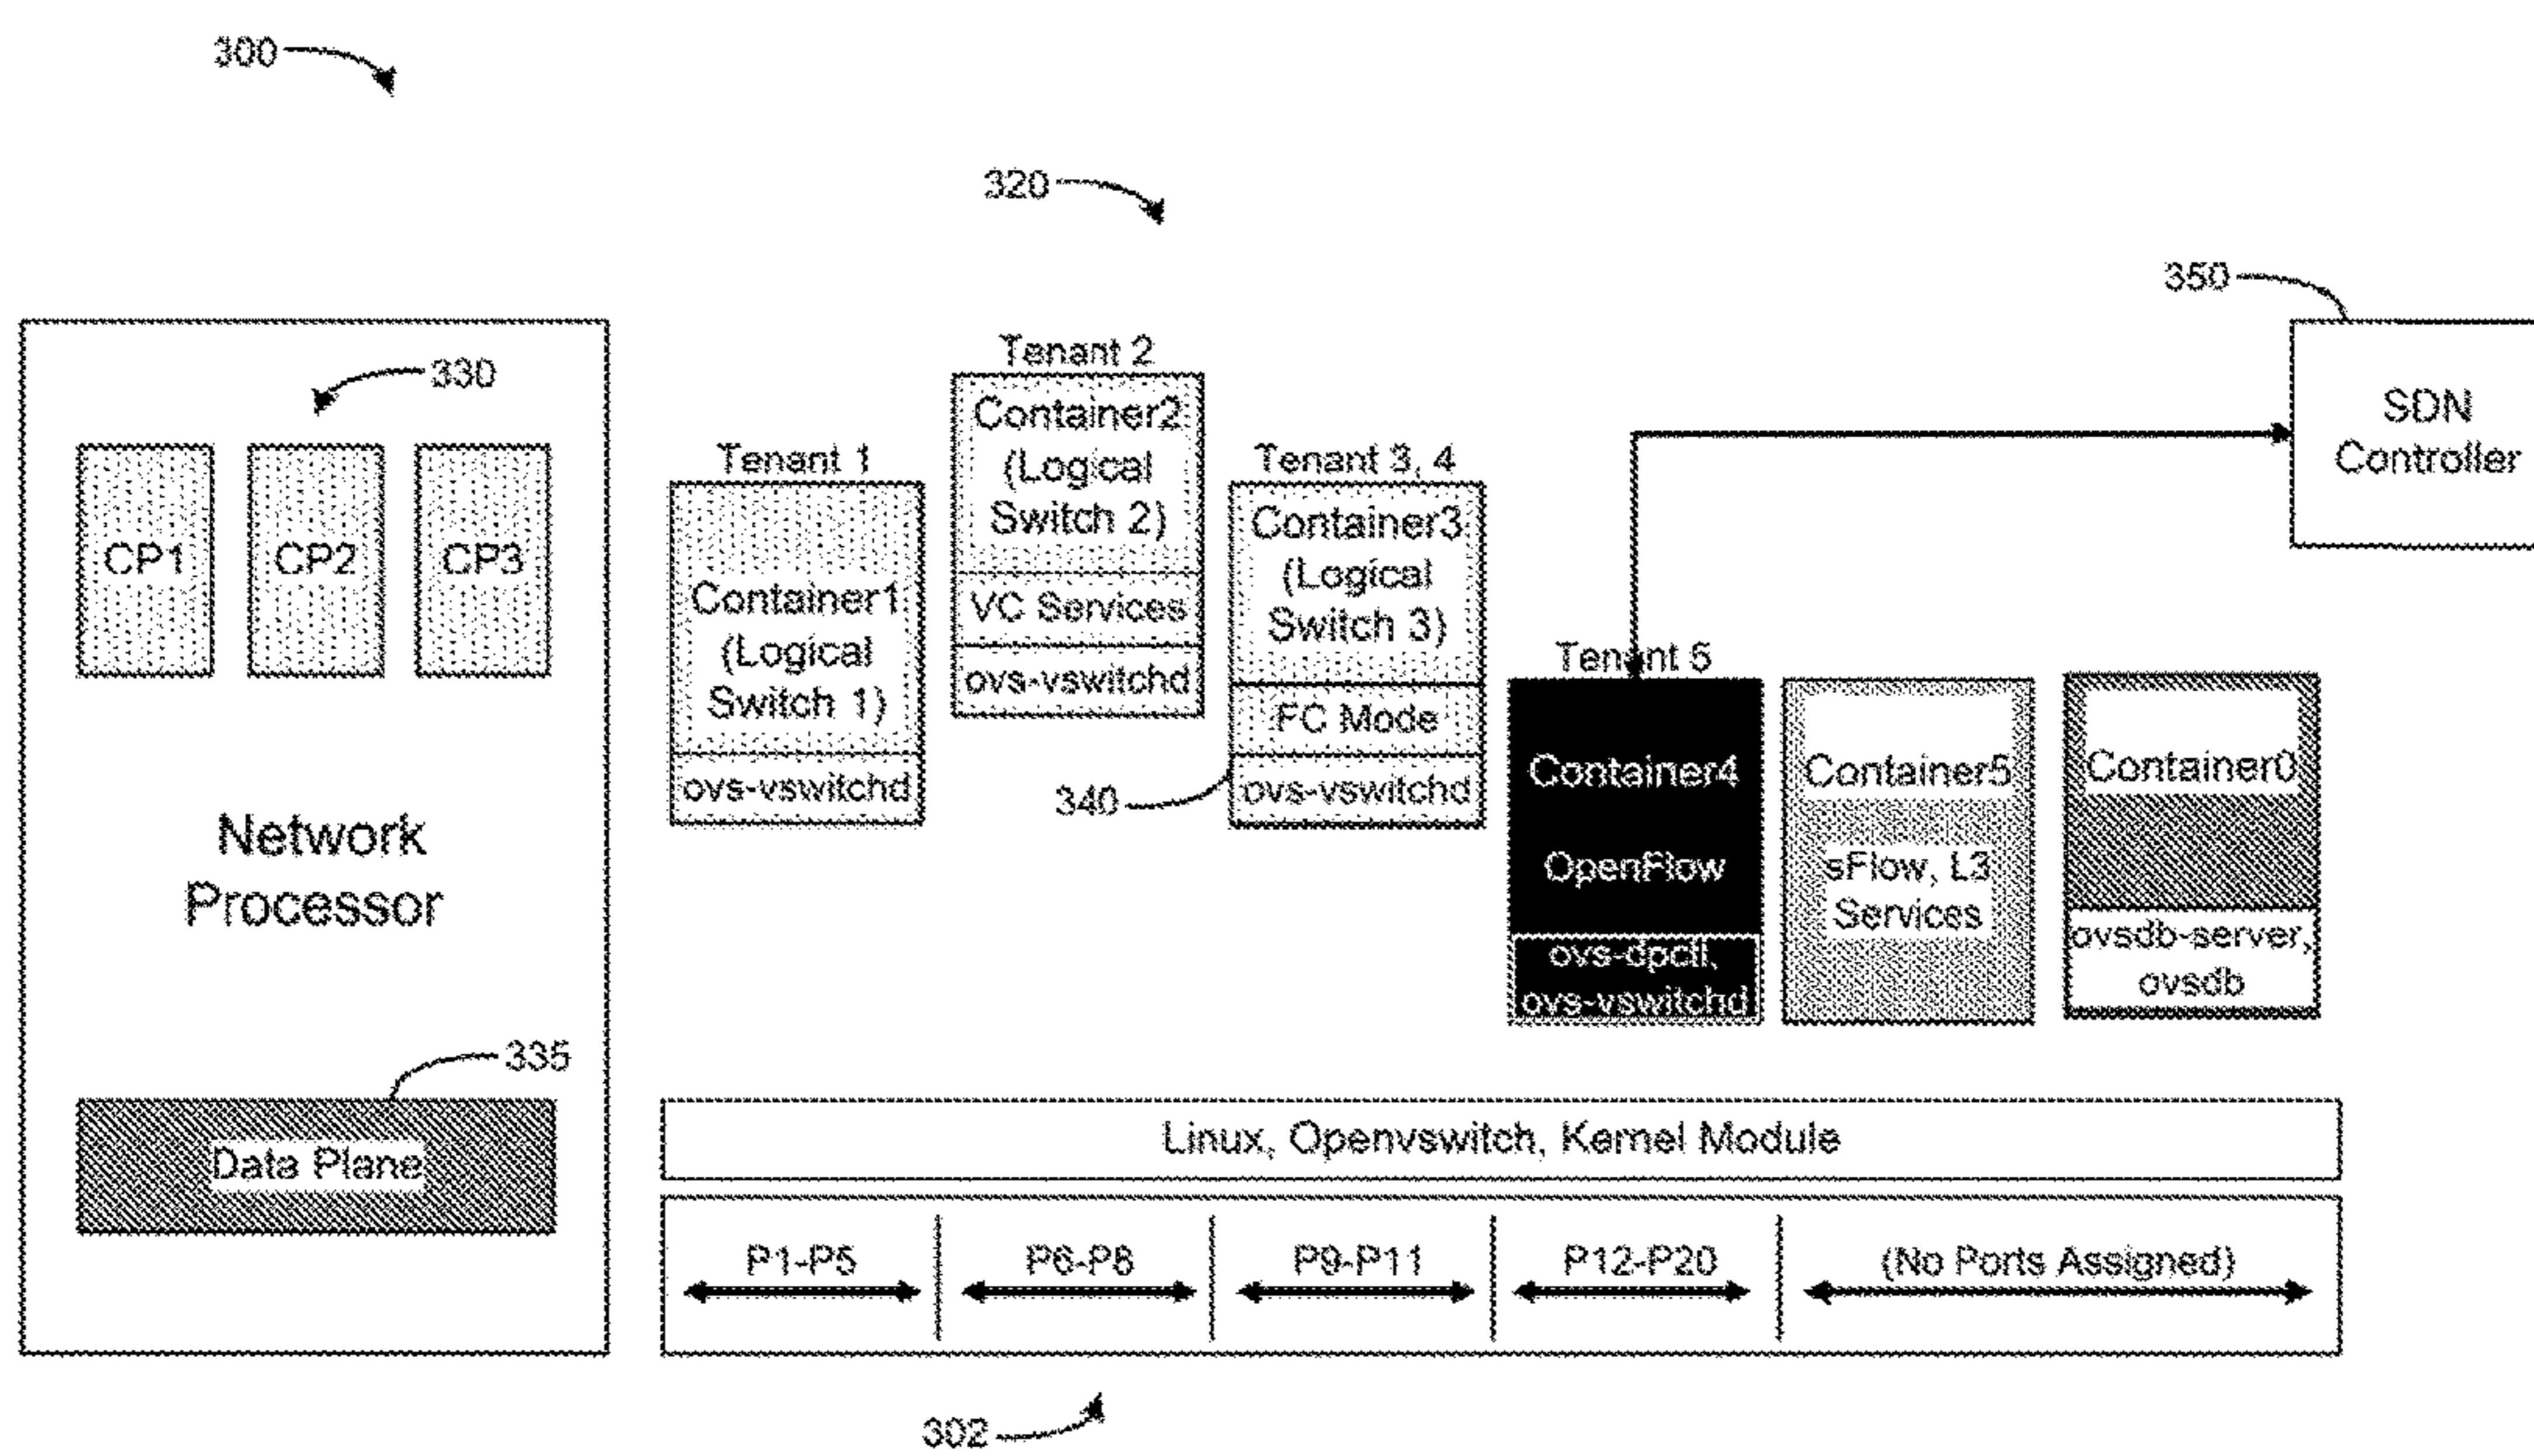 300
320
350
330
CP1
CP2
CP3
Network
Processor
335
Data Plane
Tenant 1
Container1
(Logical
Switch 1)
ovs-vswitchd
Tenant 2
Container2
(Logical
Switch 2)
VC Services
ovs-vswitchd
Tenant 3, 4
Container3
(Logical
Switch 3)
FC Mode
ovs-vswitchd
340
Tenant 5
Container4
OpenFlow
ovs-dpctl,
ovs-vswitchd
Container5
sFlow, L3
Services
Container0
ovsdb-server,
ovsdb
SDN
Controller
Linux, Openvswitch, Kernel Module
P1-P5
P6-P8
P9-P11
P12-P20
(No Ports Assigned)
302